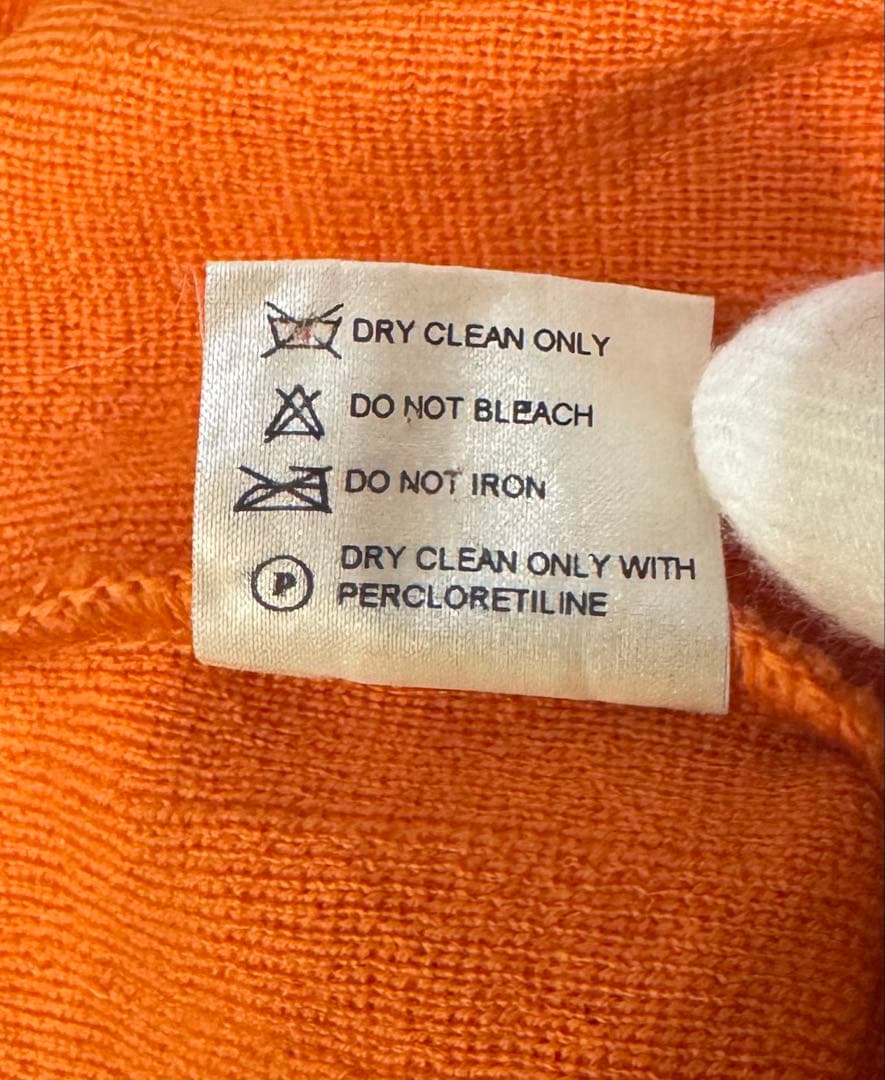 DRY CLEAN ONLY
DO NOT BLEACH
DO NOT IRON
P DRY CLEAN ONLY WITH
PERCLORETILINE